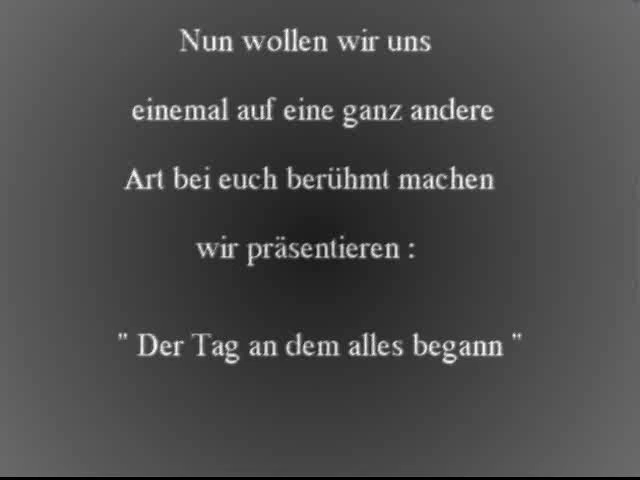 Nun wollen wir uns
einemal auf eine ganz andere
Art bei euch berühmt machen
wir präsentieren :
" Der Tag an dem alles begann "